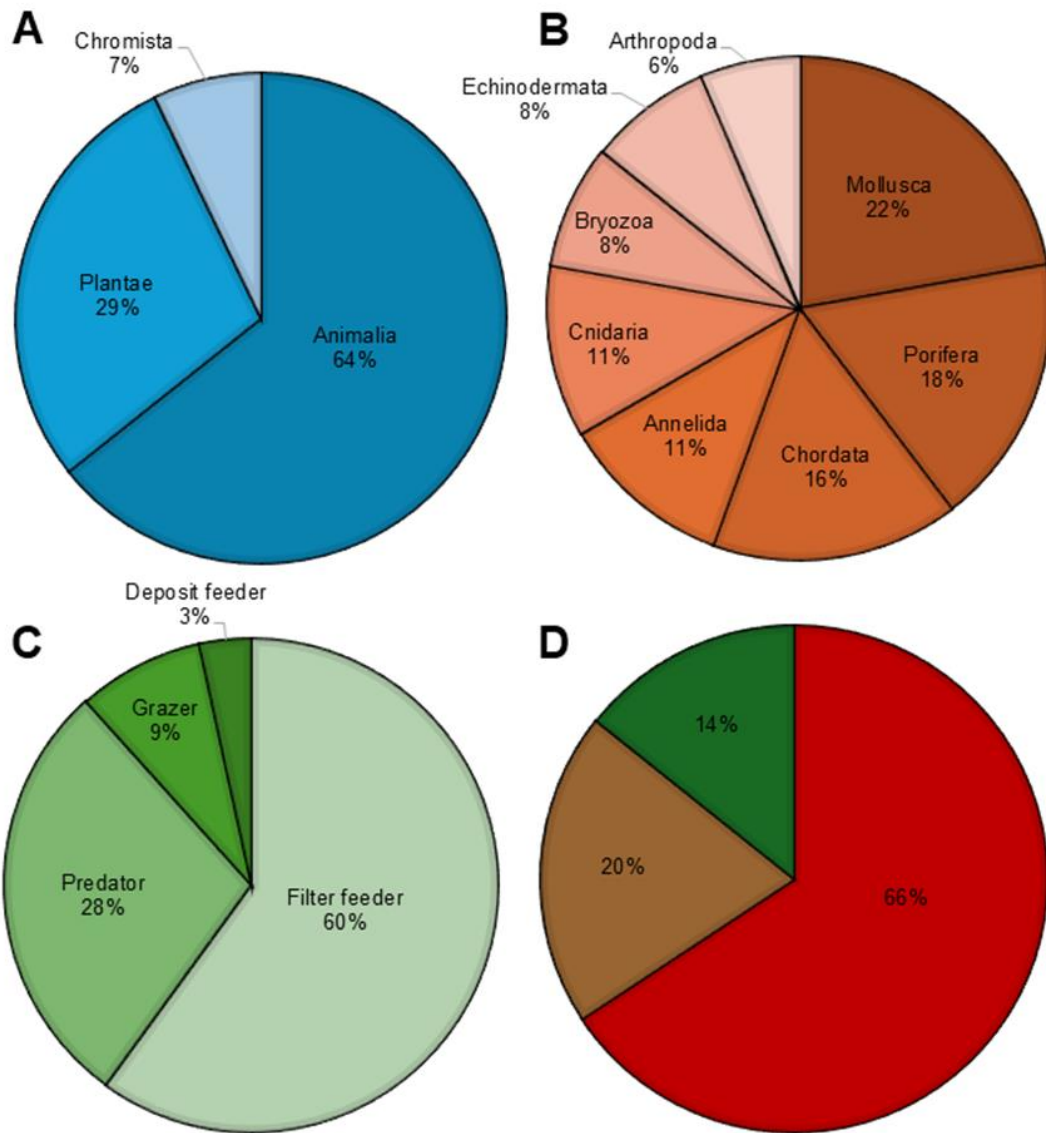 A
Chromista
7%
Plantae
29%
Animalia
64%
B
Arthropoda
6%
Echinodermata
8%
Bryozoa
8%
Mollusca
22%
Cnidaria
11%
Porifera
18%
Annelida
11%
Chordata
16%
C
Deposit feeder
3%
Grazer
9%
Predator
28%
Filter feeder
60%
D
14%
20%
66%